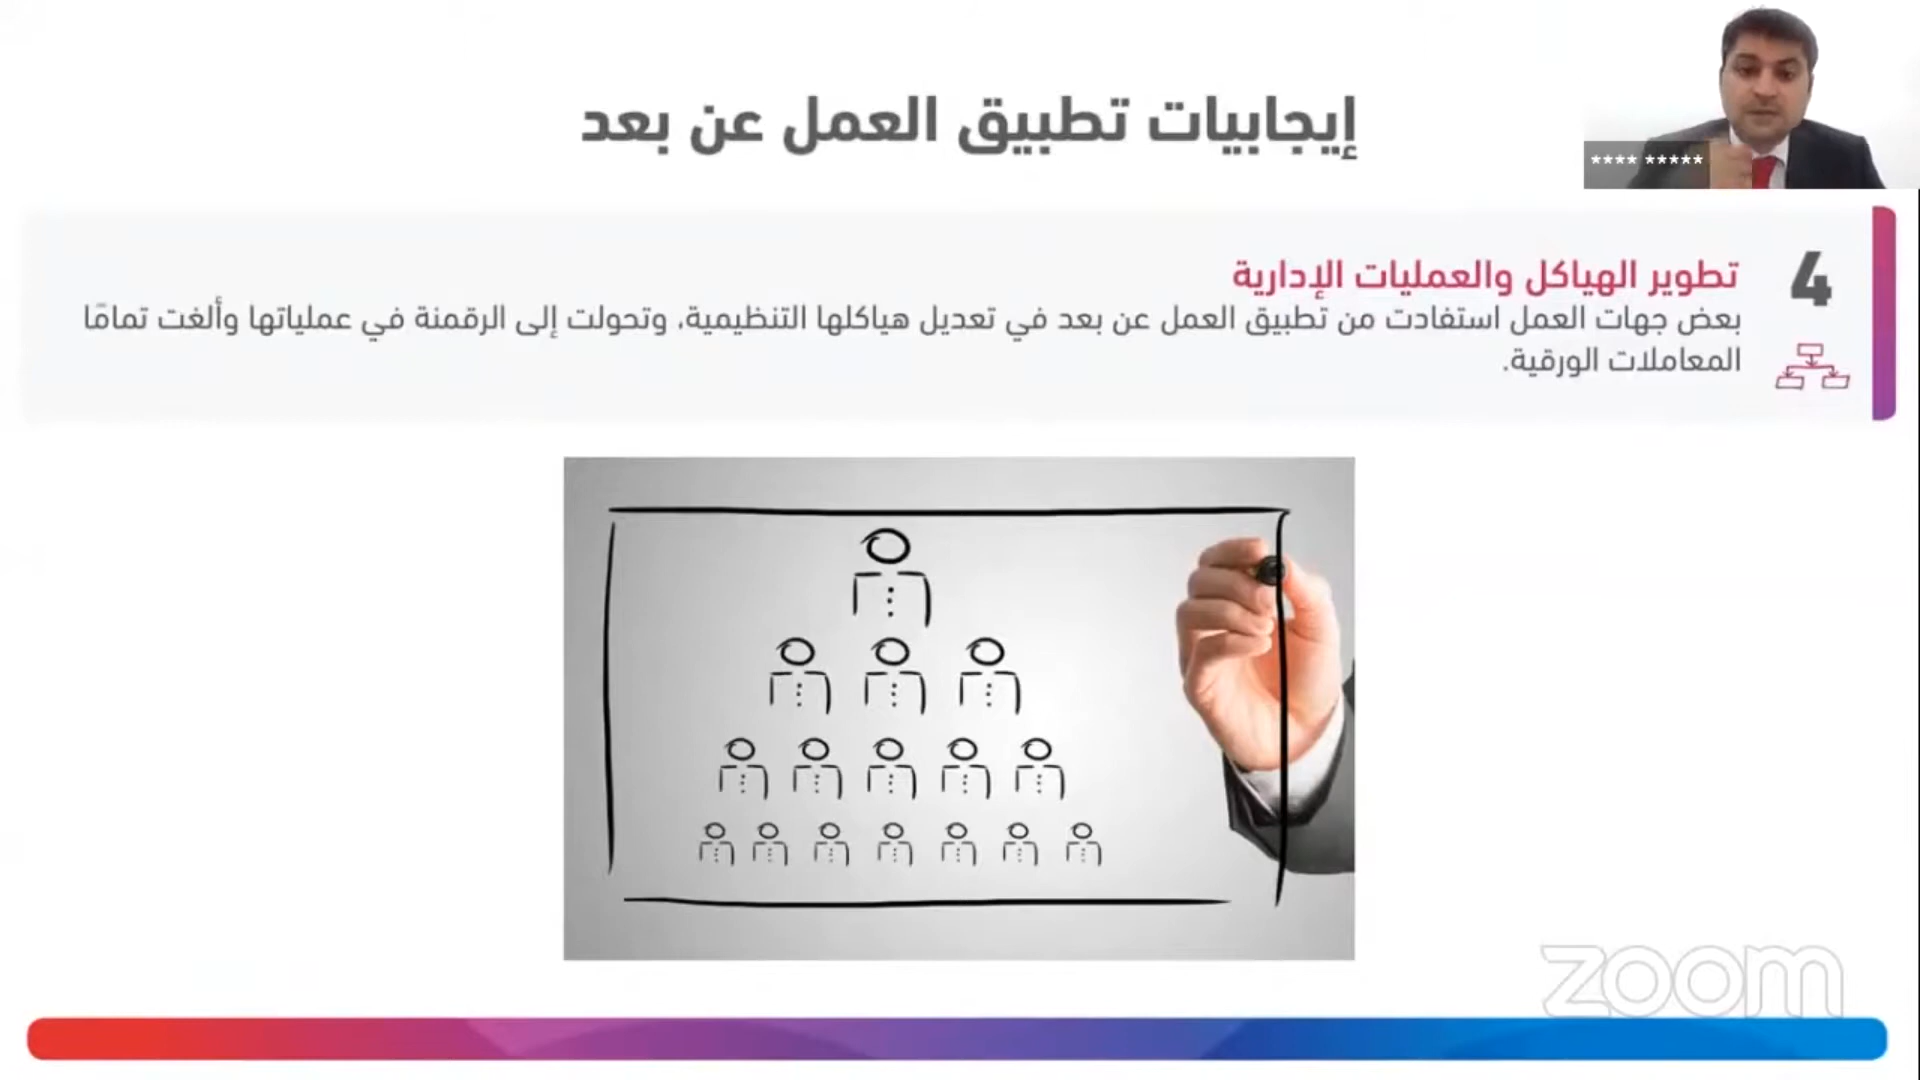 إيجابيات تطبيق العمل عن بعد
**** *****
4
تطوير الهياكل والعمليات الإدارية
بعض جهات العمل استفادت من تطبيق العمل عن بعد في تعديل هياكلها التنظيمية، وتحولت إلى الرقمنة في عملياتها وألغت تمامًا
المعاملات الورقية.
zoom